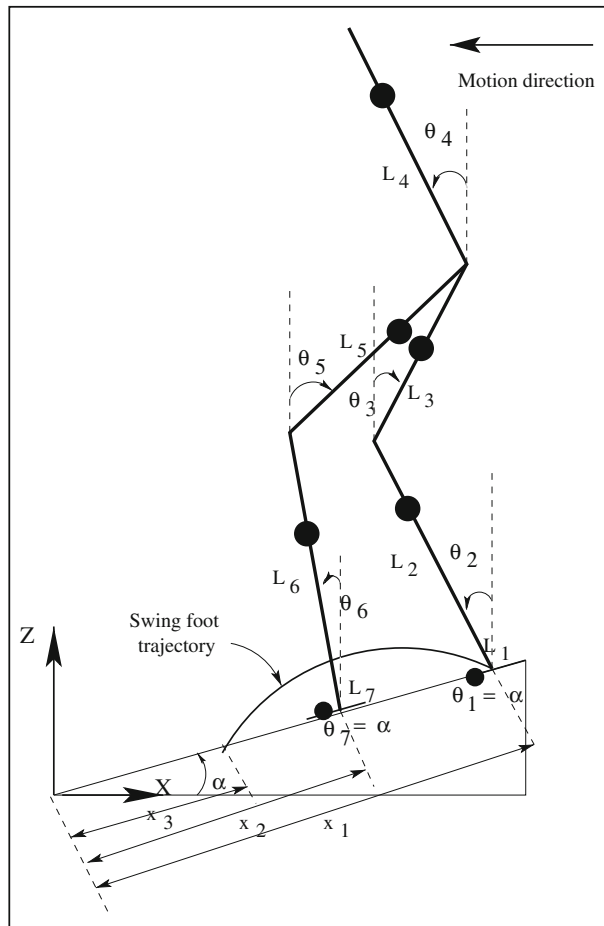 Motion direction
θ 4
L 4
L 5
θ 5
θ 3
L 3
L 2
θ 2
L 6
θ 6
Swing foot
trajectory
L 1
Z
L 7
θ 1 = α
θ 7 = α
X
α
x 3
x 2
x 1